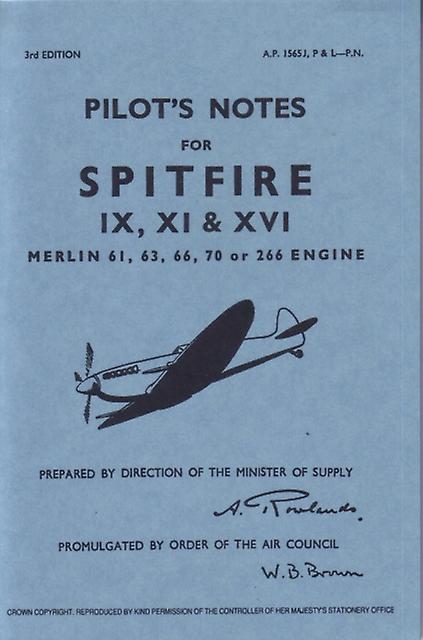 3rd EDITION A.P. 1565J, P & L—P.N.
PILOT'S NOTES
FOR
SPITFIRE
IX, XI & XVI
MERLIN 61, 63, 66, 70 or 266 ENGINE
PREPARED BY DIRECTION OF THE MINISTER OF SUPPLY
A. Rowlands.
PROMULGATED BY ORDER OF THE AIR COUNCIL
W.B. Brown
CROWN COPYRIGHT. REPRODUCED BY KIND PERMISSION OF THE CONTROLLER OF HER MAJESTY'S STATIONERY OFFICE